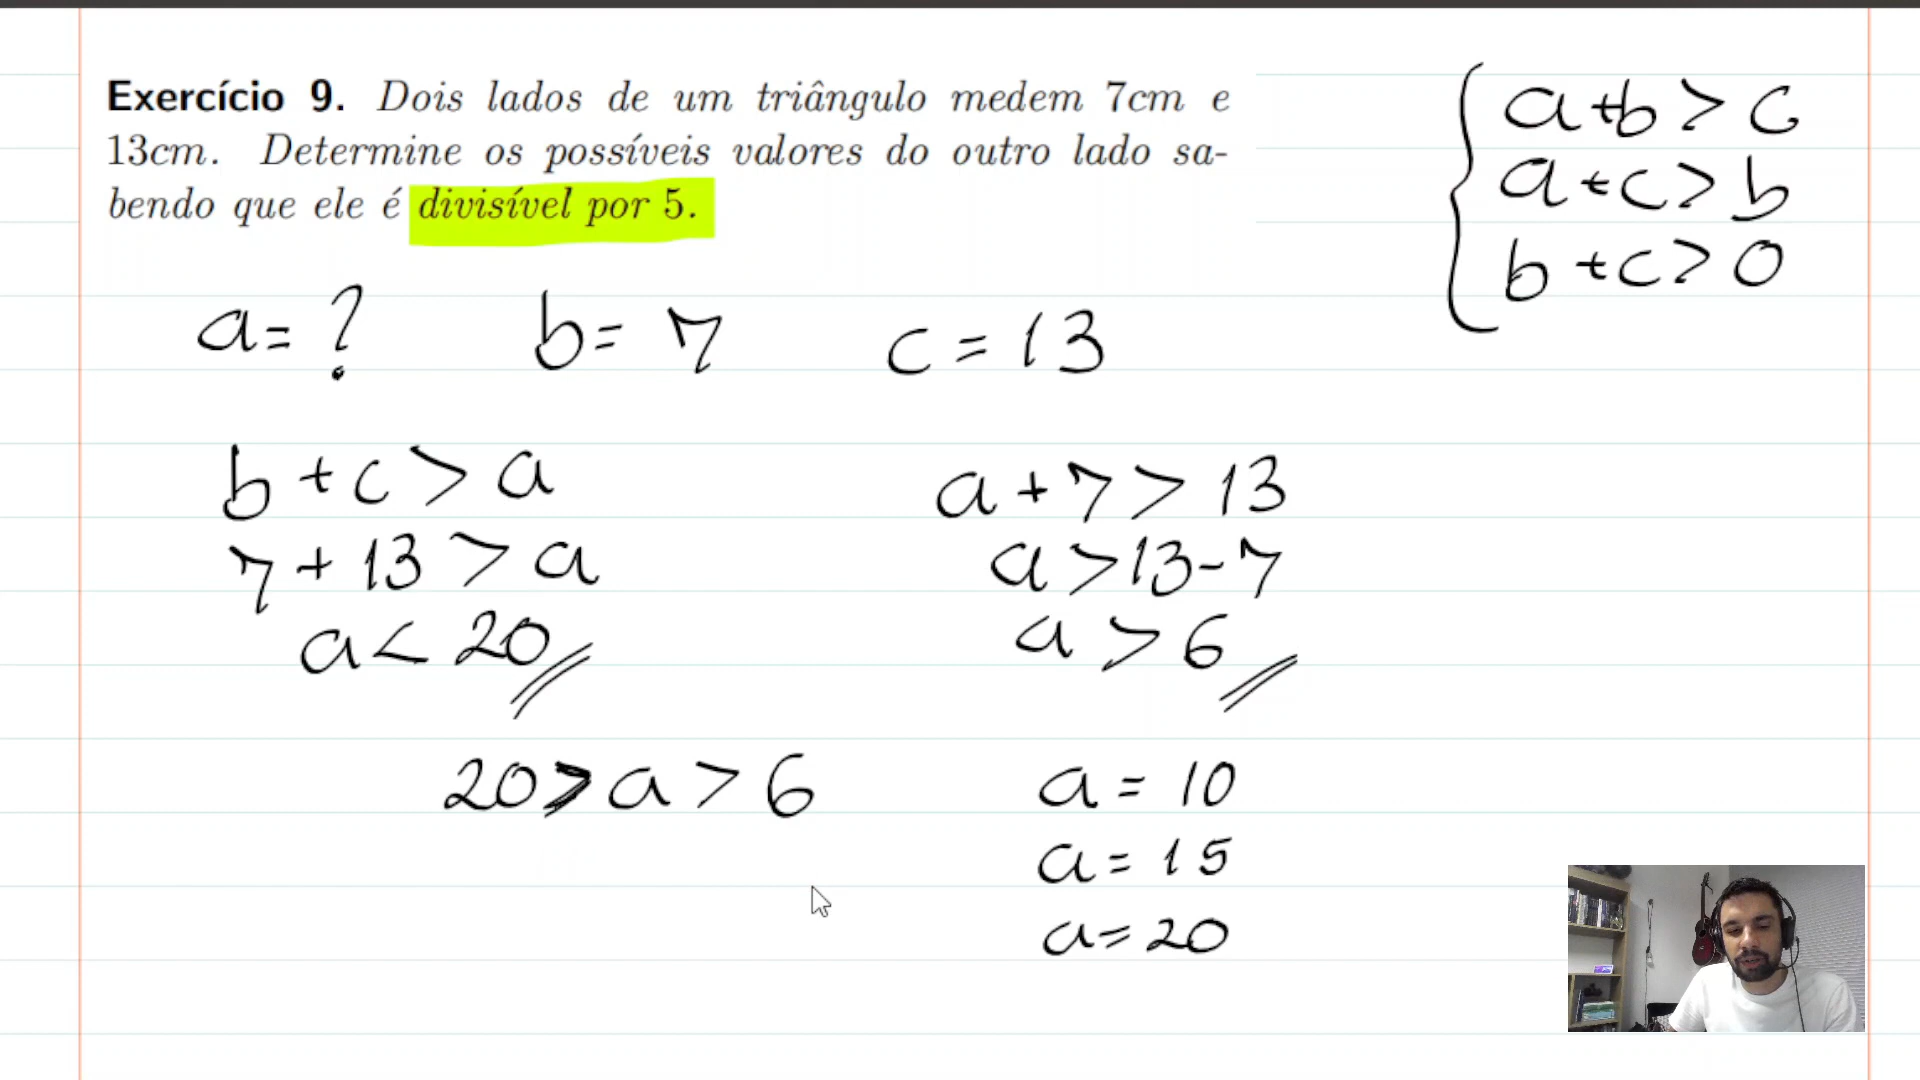 Exercício 9. Dois lados de um triângulo medem 7cm e
13cm. Determine os possíveis valores do outro lado sa-
bendo que ele é divisível por 5.
a+b > c
a+c > b
b+c > 0
a = ? b = 7 c = 13
b+c > a
7+13 > a
a < 20
a+7 > 13
a > 13-7
a > 6
20 > a > 6
a = 10
a = 15
a = 20